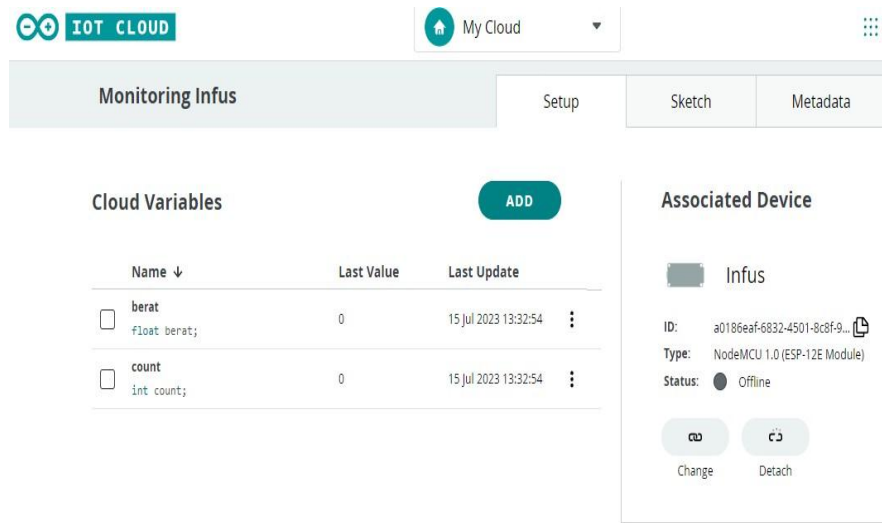 IOT CLOUD
My Cloud
Monitoring Infus
Setup
Sketch
Metadata
Cloud Variables
ADD
Name ↓ Last Value Last Update
berat
float berat;
0
15 Jul 2023 13:32:54
count
int count;
0
15 Jul 2023 13:32:54
Associated Device
Infus
ID: a0186eaf-6832-4501-8c8f-9...
Type: NodeMCU 1.0 (ESP-12E Module)
Status: Offline
Change
Detach